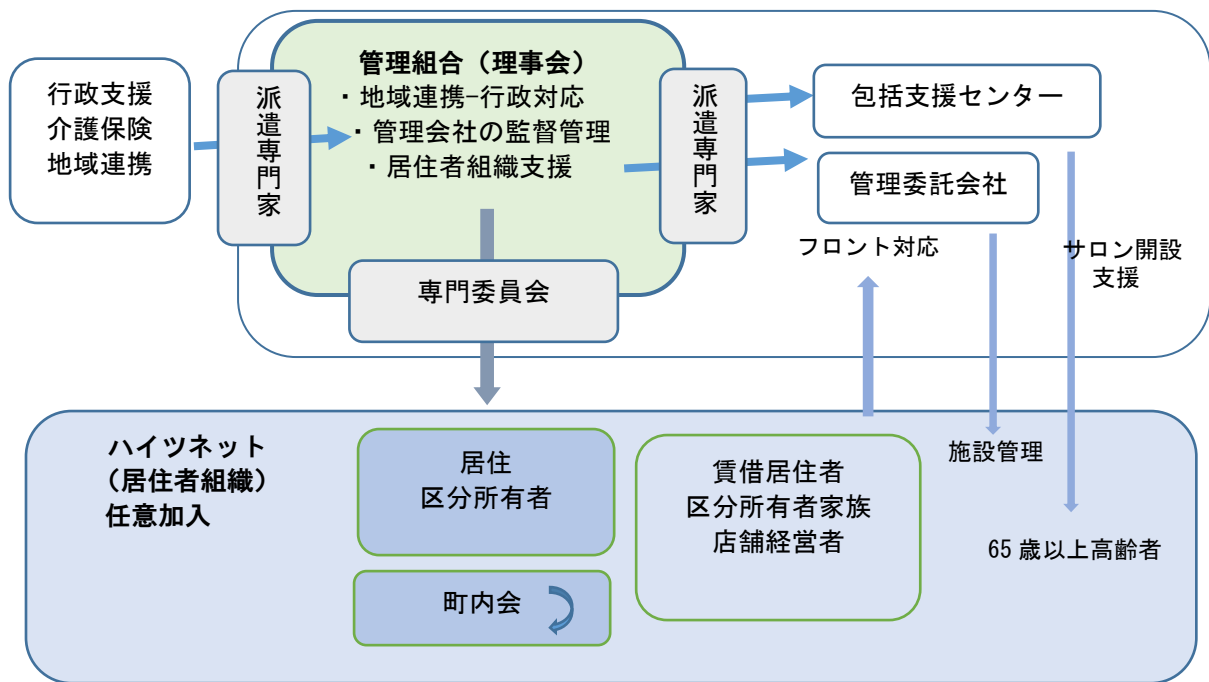 行政支援
介護保険
地域連携
派遣専門家
管理組合（理事会）
・地域連携-行政対応
・管理会社の監督管理
・居住者組織支援
派遣専門家
包括支援センター
管理委託会社
専門委員会
フロント対応
サロン開設
支援
ハイツネット
（居住者組織）
任意加入
居住
区分所有者
町内会
賃借居住者
区分所有者家族
店舗経営者
施設管理
65 歳以上高齢者